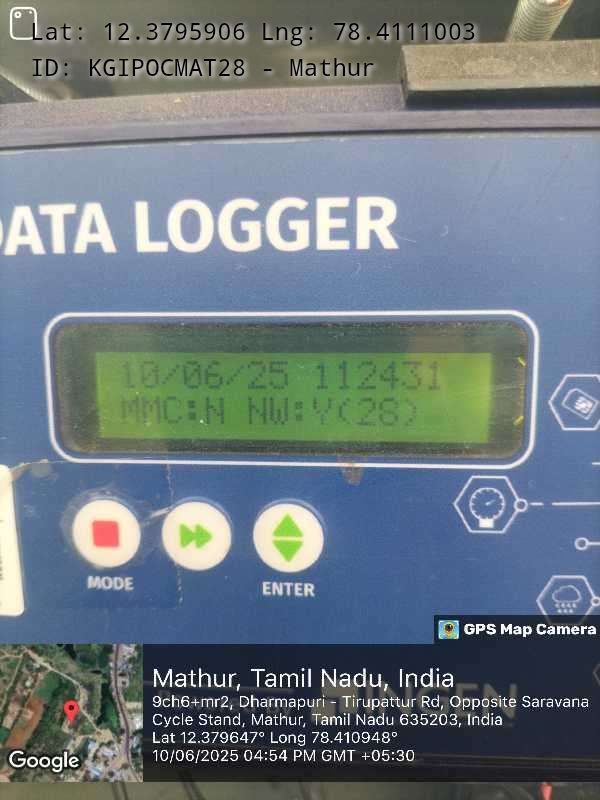 Lat: 12.3795906 Lng: 78.4111003
ID: KGIPOCMAT28 - Mathur
DATA LOGGER
10/06/25 112431
MMC:N NW:Y(28)
MODE
ENTER
GPS Map Camera
Mathur, Tamil Nadu, India
9ch6+mr2, Dharmapuri - Tirupattur Rd, Opposite Saravana
Cycle Stand, Mathur, Tamil Nadu 635203, India
Lat 12.379647° Long 78.410948°
10/06/2025 04:54 PM GMT +05:30
Google